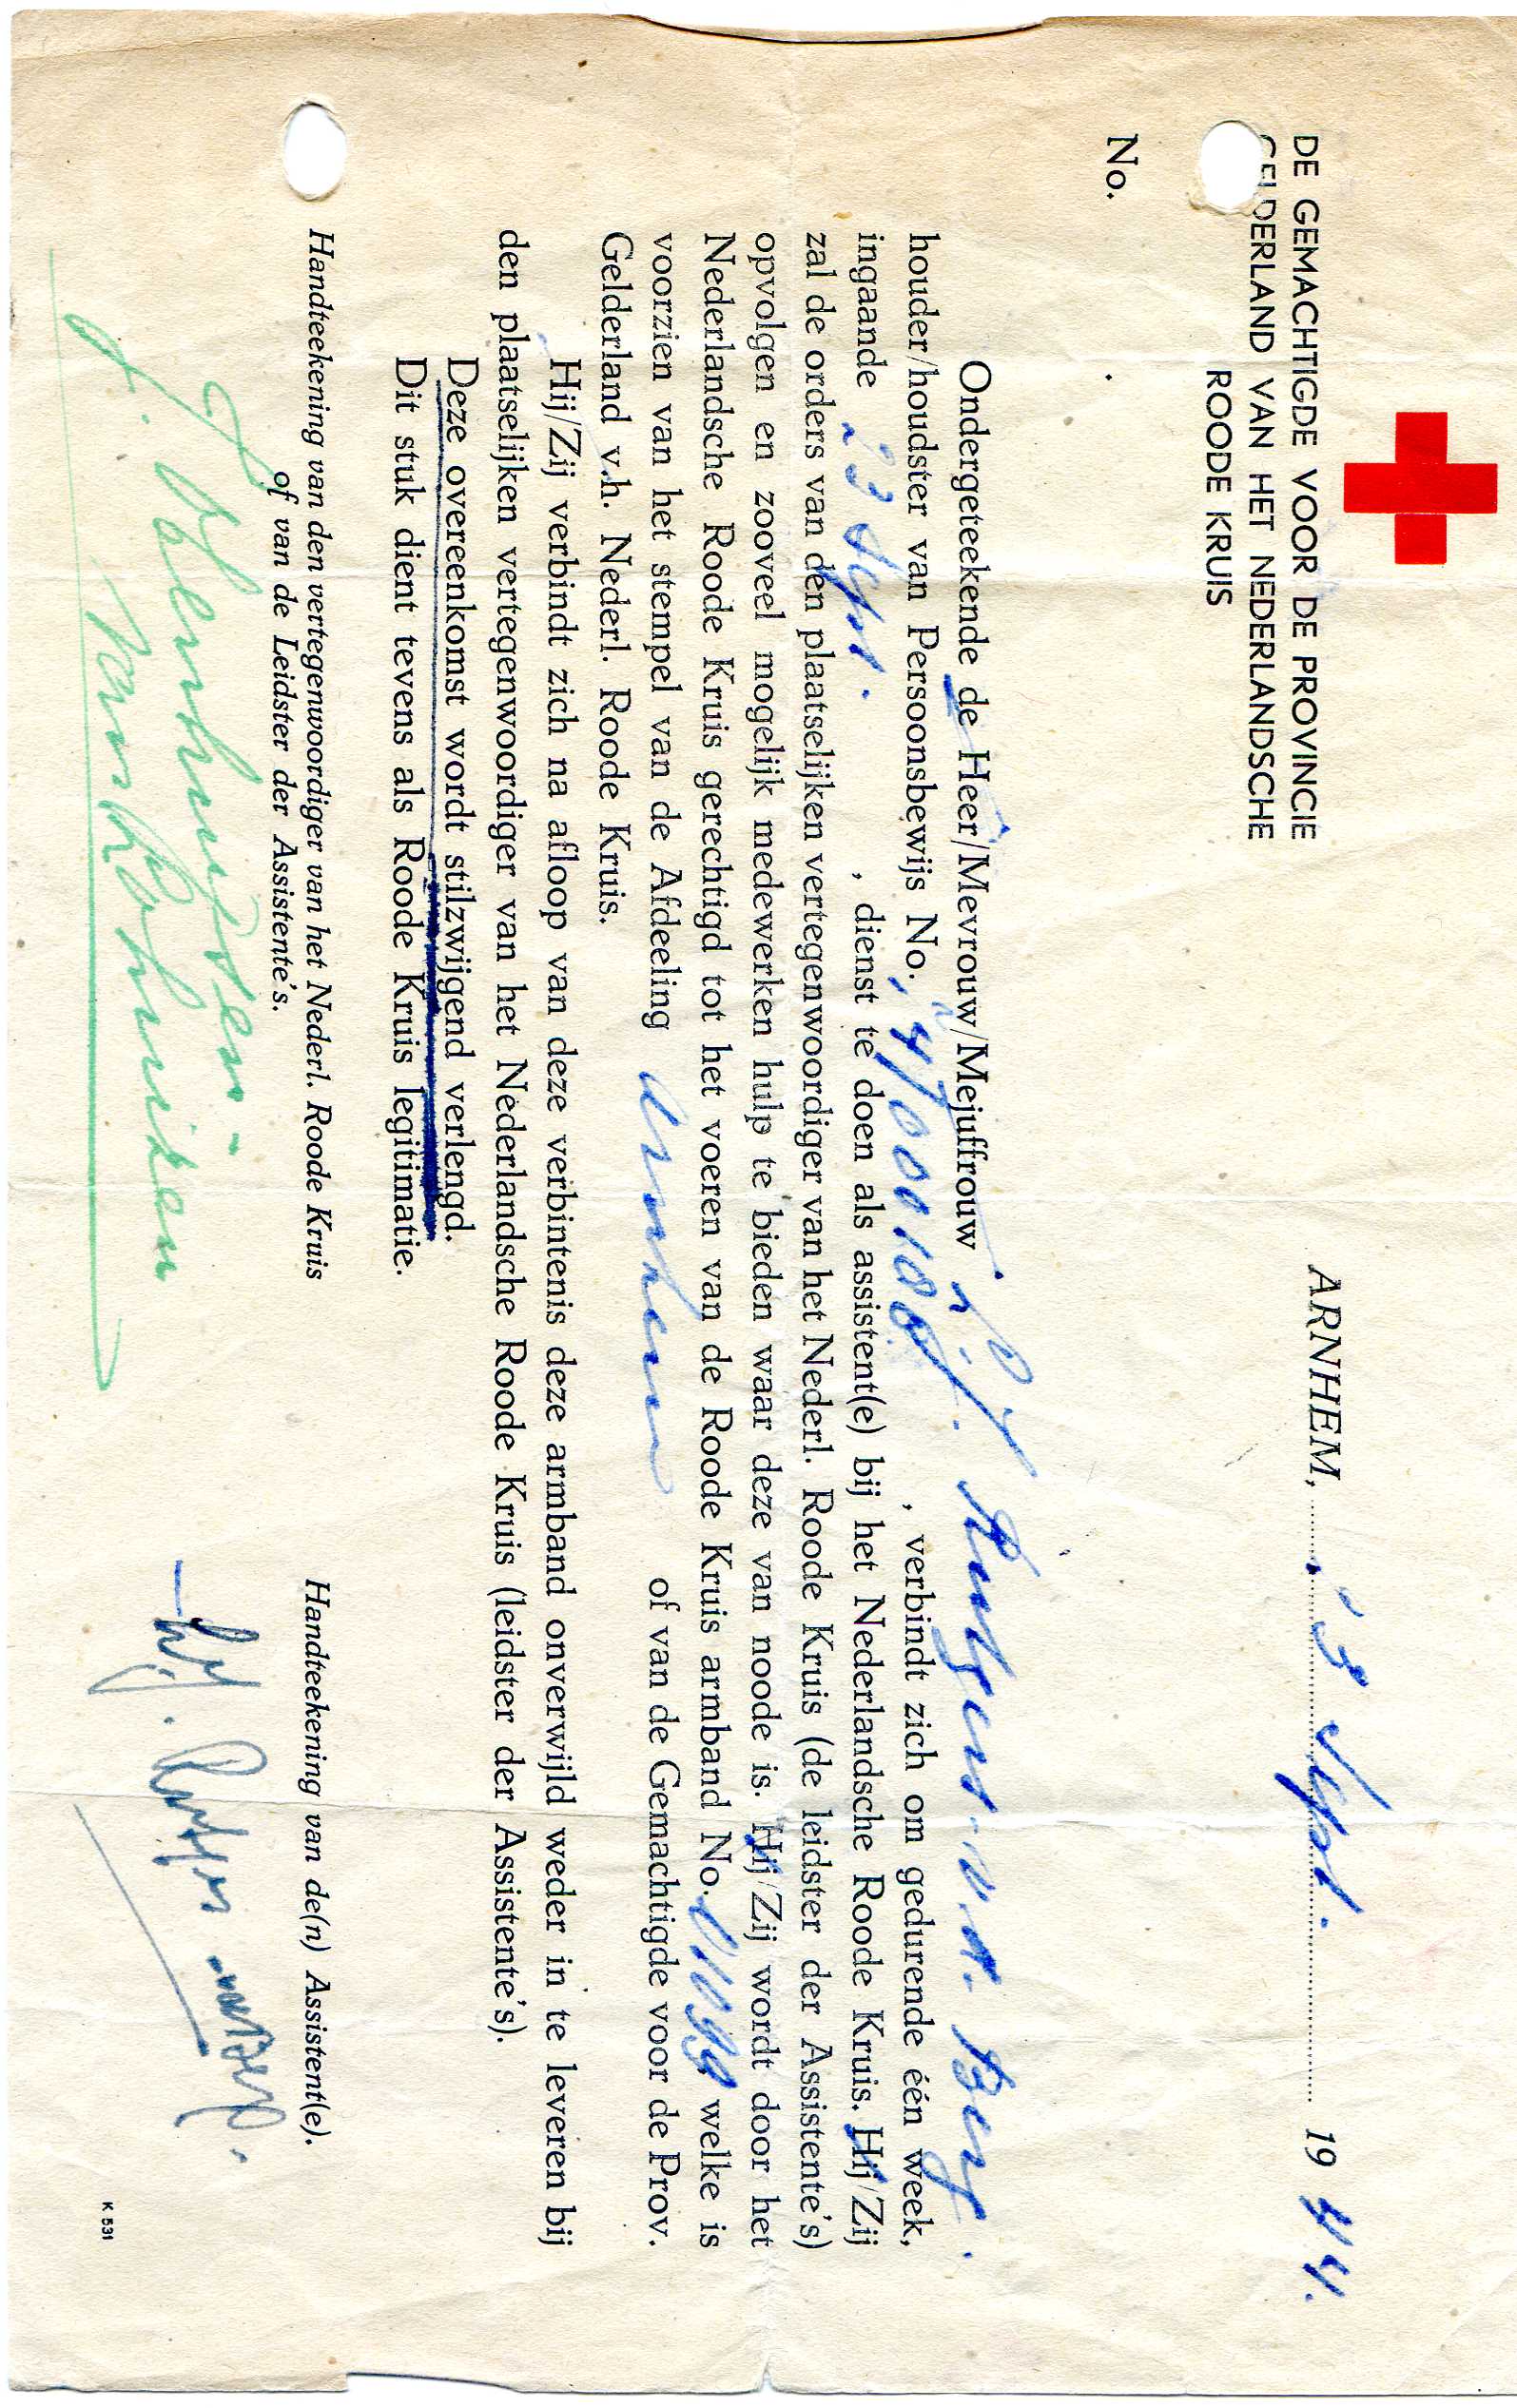 DE GEMACHTIGDE VOOR DE PROVINCIE
GELDERLAND VAN HET NEDERLANDSCHE
ROODE KRUIS
ARNHEM, 23 Sept. 1944.
No.
Ondergeteekende de Heer/Mevrouw/Mejuffrouw Rutgers v.d. Berg.
houder/houdster van Persoonsbewijs No. , verbindt zich om gedurende één week,
ingaande 23 Sept. , dienst te doen als assistent(e) bij het Nederlandsche Roode Kruis. Hij/Zij
zal de orders van den plaatselijken vertegenwoordiger van het Nederl. Roode Kruis (de leidster der Assistente's)
opvolgen en zooveel mogelijk medewerken hulp te bieden waar deze van noode is. Hij/Zij wordt door het
Nederlandsche Roode Kruis gerechtigd tot het voeren van de Roode Kruis armband No. welke is
voorzien van het stempel van de Afdeeling Arnhem of van de Gemachtigde voor de Prov.
Gelderland v.h. Nederl. Roode Kruis.
Hij/Zij verbindt zich na afloop van deze verbintenis deze armband onverwijld weder in te leveren bij
den plaatselijken vertegenwoordiger van het Nederlandsche Roode Kruis (leidster der Assistente's).
Deze overeenkomst wordt stilzwijgend verlengd.
Dit stuk dient tevens als Roode Kruis legitimatie.
Handteekening van den vertegenwoordiger van het Nederl. Roode Kruis
of van de Leidster der Assistente's.
Handteekening van de(n) Assistent(e).
K 531